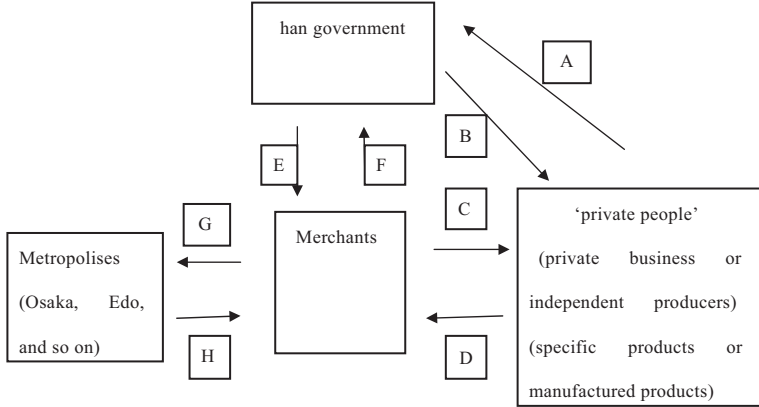 han government
A
B
E
F
C
'private people'
G
Merchants
(private business or
Metropolises
independent producers)
(Osaka, Edo,
(specific products or
and so on)
H
D
manufactured products)